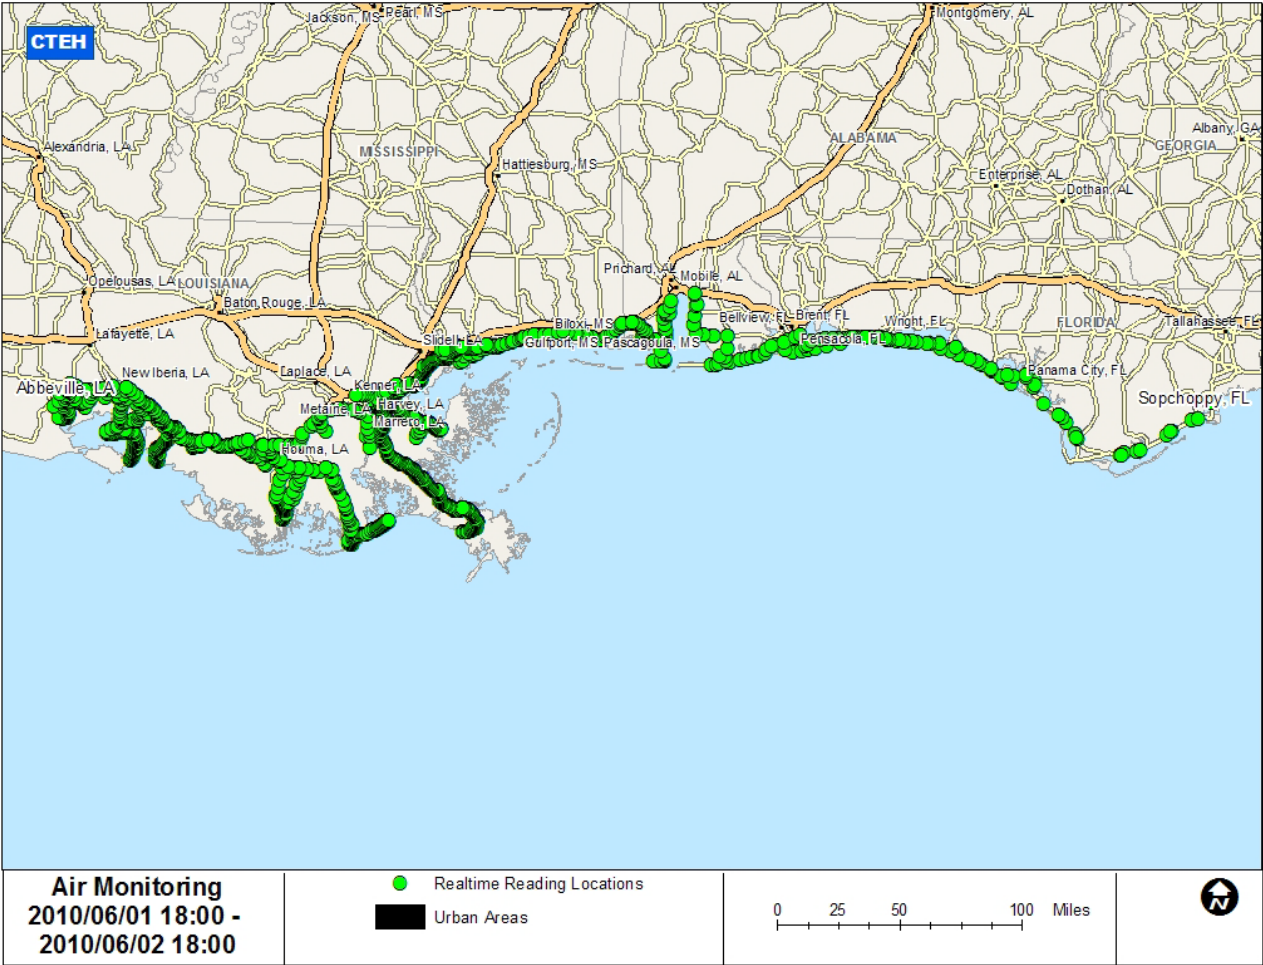 Jackson, MS
Pearl, MS
Montgomery, AL
CTEH
Albany, GA
ALABAMA
GEORGIA
Alexandria, LA
MISSISSIPPI
Hattiesburg, MS
Enterprise, AL
Dothan, AL
Prichard, AL
Mobile, AL
Opelousas, LA
LOUISIANA
Baton Rouge, LA
Bellview, FL
Brent, FL
Biloxi, MS
Wright, FL
FLORIDA
Tallahassee, FL
Lafayette, LA
Slidell, LA
Gulfport, MS
Pascagoula, MS
Pensacola, FL
New Iberia, LA
Laplace, LA
Panama City, FL
Abbeville, LA
Kenner, LA
Sopchoppy, FL
Metairie, LA
Harvey, LA
Marrero, LA
Houma, LA
Air Monitoring
2010/06/01 18:00 -
2010/06/02 18:00
Realtime Reading Locations
Urban Areas
0 25 50 100 Miles
N